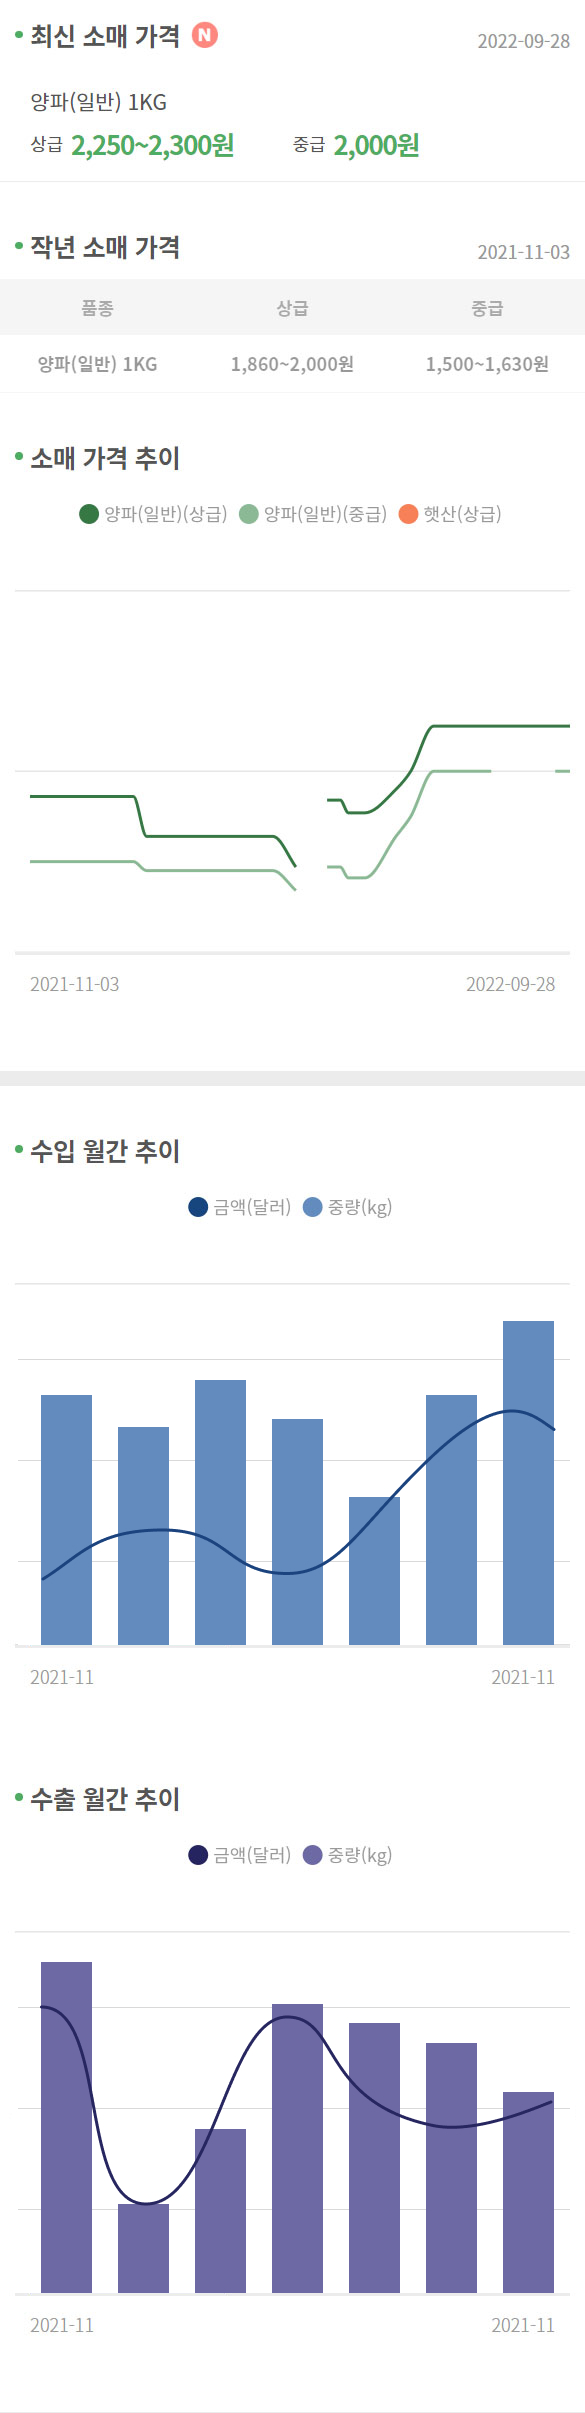 최신 소매 가격 N
2022-09-28
양파(일반) 1KG
상급 2,250~2,300원 중급 2,000원
작년 소매 가격
2021-11-03
품종 상급 중급
양파(일반) 1KG 1,860~2,000원 1,500~1,630원
소매 가격 추이
양파(일반)(상급) 양파(일반)(중급) 햇산(상급)
2021-11-03 2022-09-28
수입 월간 추이
금액(달러) 중량(kg)
2021-11 2021-11
수출 월간 추이
금액(달러) 중량(kg)
2021-11 2021-11